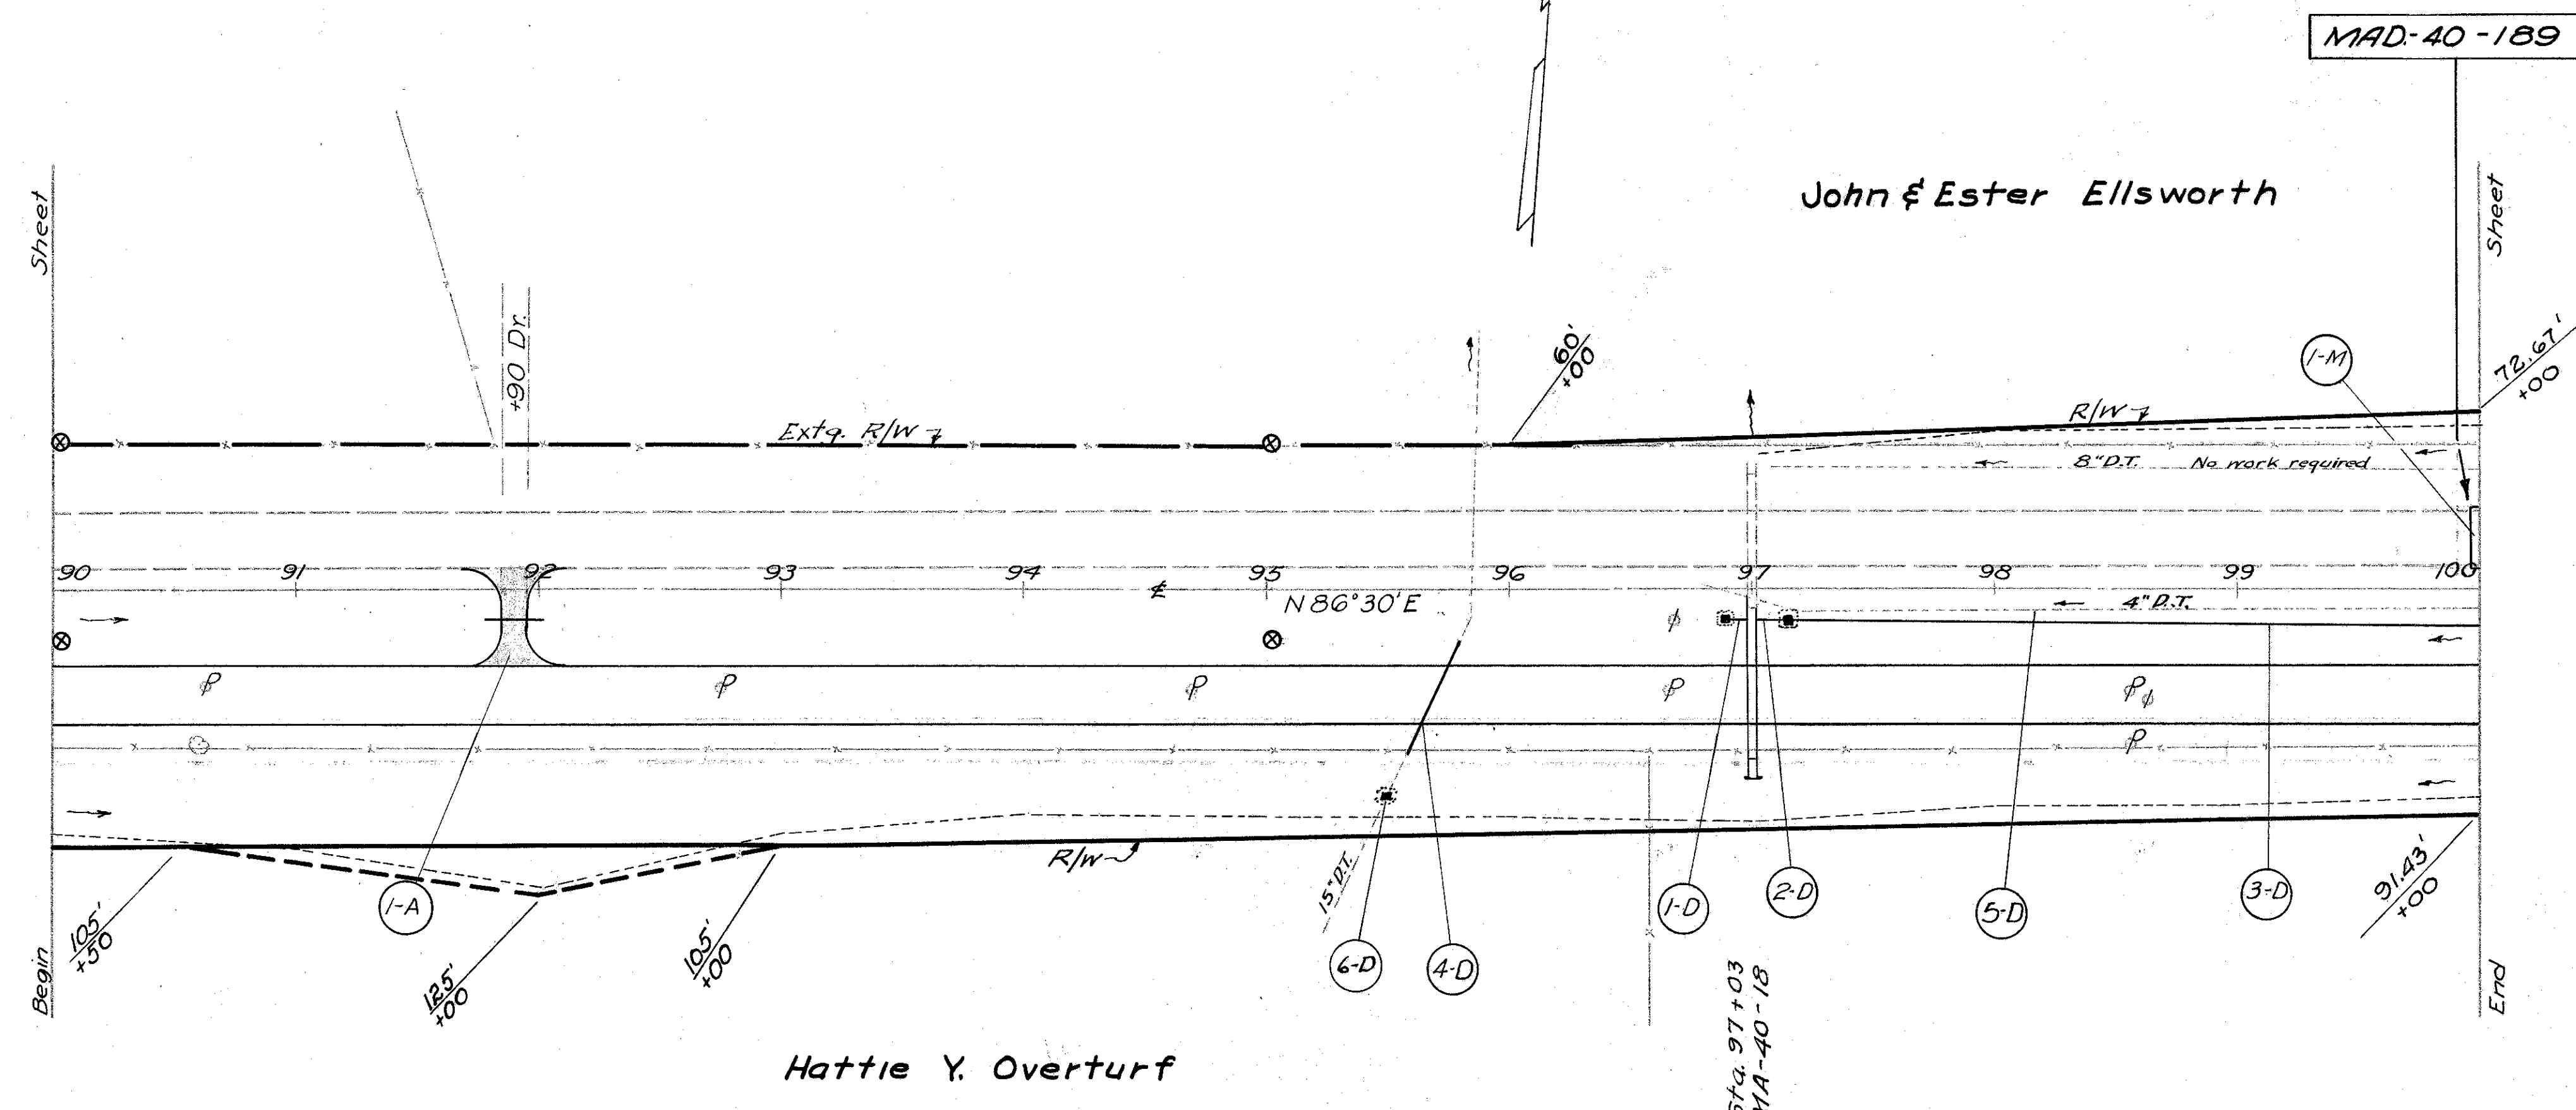 MAD.-40-189
John & Ester Ellsworth
Sheet
Sheet
+90 Dr.
60'
+00
1-M
72.67'
+00
Extg. R/W
R/W
8" D.T.
No work required
90 91 92 93 94 95 96 97 98 99 100
℄
N 86°30' E
4" D.T.
R/W
15" D.T.
105'
+50
1-A
125'
+00
105'
+00
6-D
4-D
1-D
2-D
5-D
3-D
91.43'
+00
Begin
End
Sta. 97+03
MA-40-18
Hattie Y. Overturf